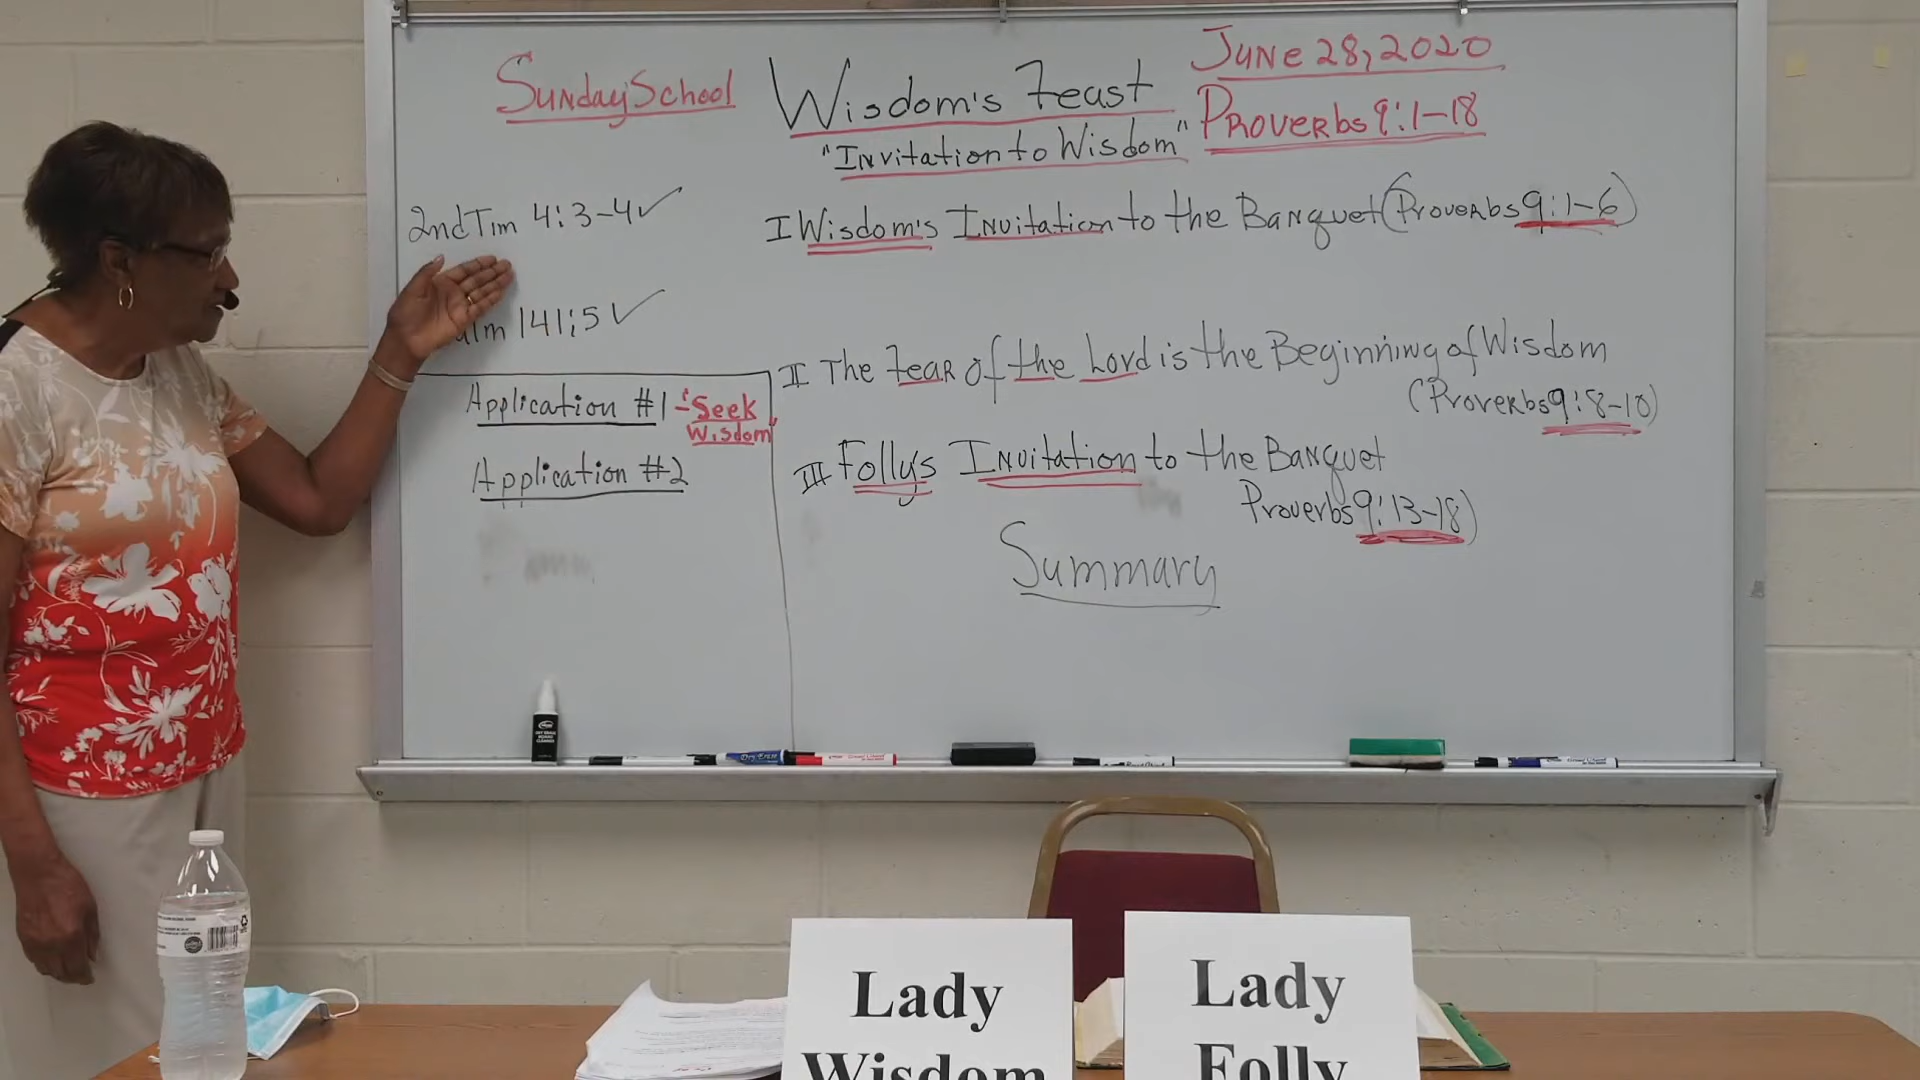 Sunday School
Wisdom's Feast
"Invitation to Wisdom"
June 28, 2020
Proverbs 9:1-18
2nd Tim 4:3-4 ✓
141:5 ✓
Application #1 - "Seek
Wisdom"
Application #2
I Wisdom's Invitation to the Banquet (Proverbs 9:1-6)
II The Fear of the Lord is the Beginning of Wisdom
(Proverbs 9:8-10)
III Folly's Invitation to the Banquet
Proverbs 9:13-18)
Summary
Dry Erase
Lady
Wisdom
Lady
Folly